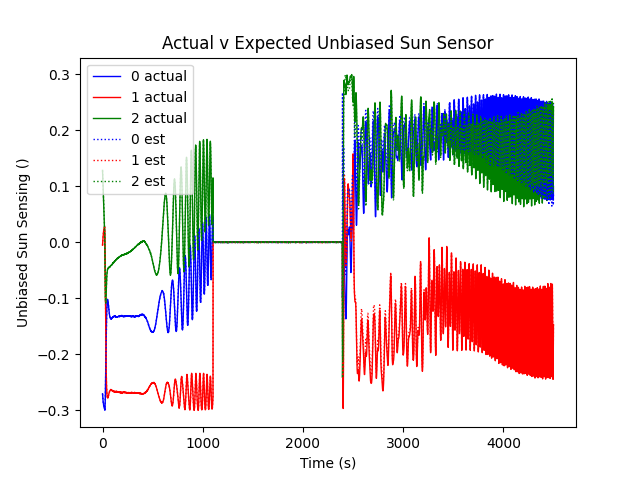 Actual v Expected Unbiased Sun Sensor
Unbiased Sun Sensing ()
0.3
0.2
0.1
0.0
−0.1
−0.2
−0.3
0 actual
1 actual
2 actual
0 est
1 est
2 est
0
1000
2000
3000
4000
Time (s)